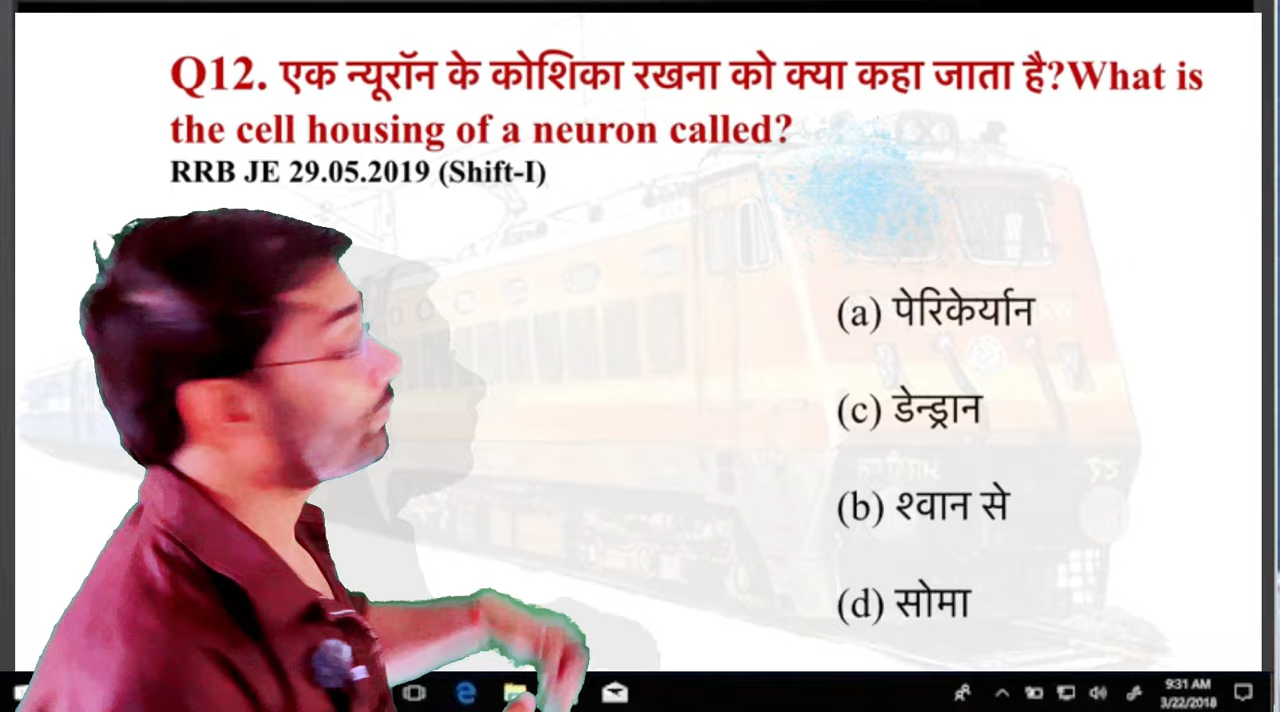 Q12. एक न्यूरॉन के कोशिका रखना को क्या कहा जाता है?What is
the cell housing of a neuron called?
RRB JE 29.05.2019 (Shift-I)
(a) पेरिकेर्यान
(c) डेन्ड्रान
(b) श्वान से
(d) सोमा
9:31 AM
3/22/2018